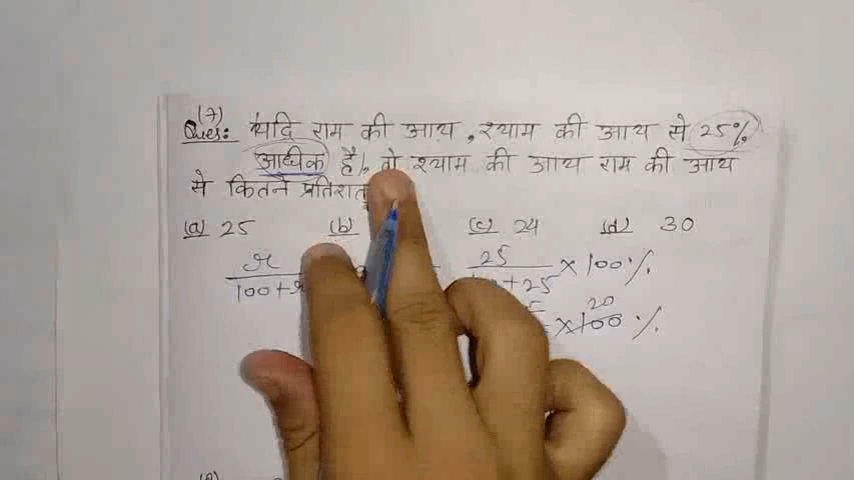 (7)
Ques: यदि राम की आय, श्याम की आय से 25%
अधिक है, तो श्याम की आय राम की आय
से कितने प्रतिशत
(a) 25 (b) (c) 24 (d) 30
25 × 100%
100+ +25
×100 20 %